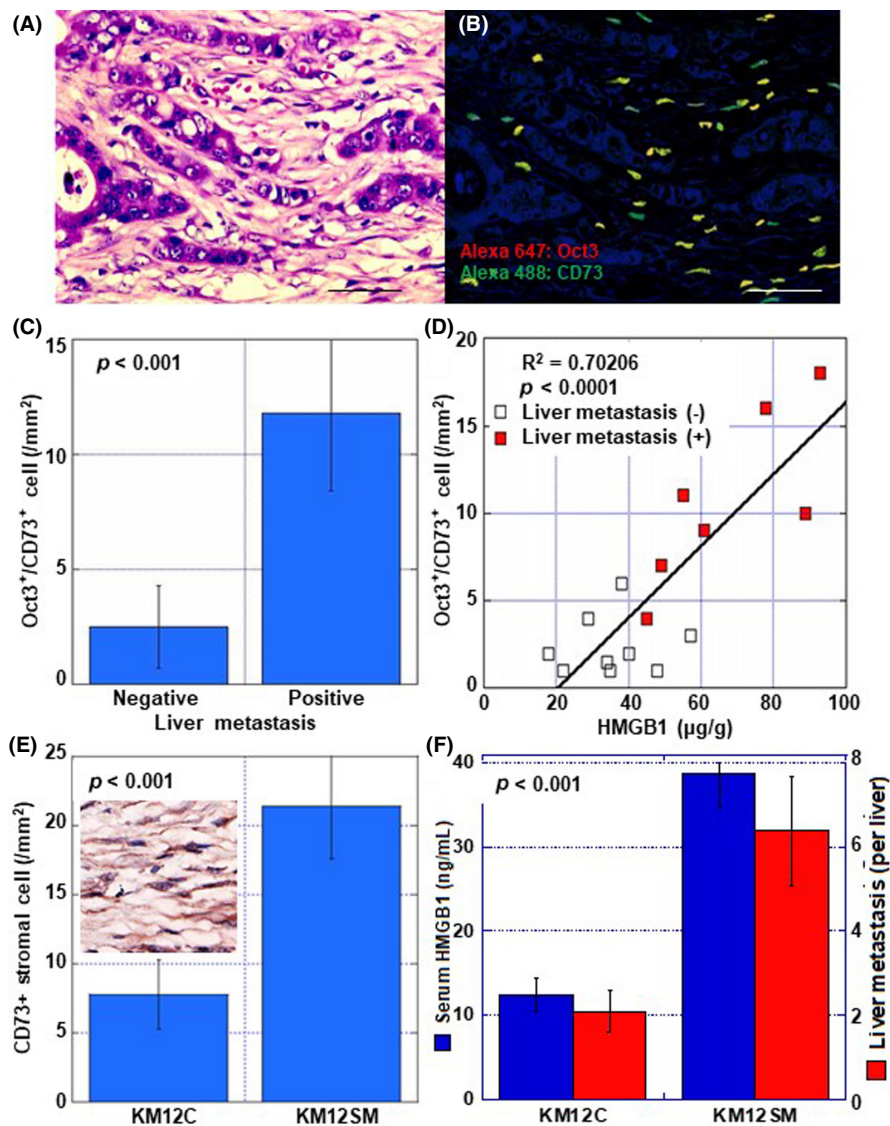 (A)
(B)
Alexa 647: Oct3
Alexa 488: CD73
(C)
15
10
5
0
p < 0.001
Oct3+/CD73+ cell (/mm2)
Negative
Positive
Liver metastasis
(D)
20
15
10
5
0
R2 = 0.70206
p < 0.0001
Liver metastasis (-)
Liver metastasis (+)
Oct3+/CD73+ cell (/mm2)
0 20 40 60 80 100
HMGB1 (µg/g)
(E)
25
20
15
10
5
0
p < 0.001
CD73+ stromal cell (/mm2)
KM12C
KM12SM
(F)
40
30
20
10
0
p < 0.001
Serum HMGB1 (ng/mL)
8
6
4
2
0
Liver metastasis (per liver)
KM12C
KM12SM